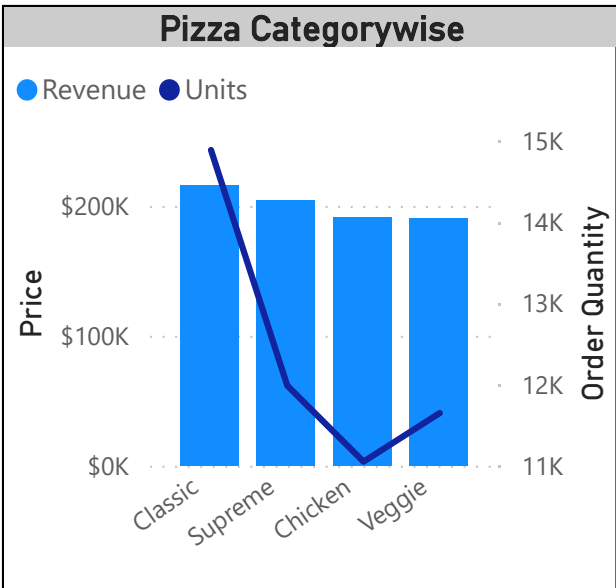 Pizza Categorywise
Revenue Units
15K
$200K
14K
13K
Price
Order Quantity
$100K
12K
$0K
11K
Classic
Supreme
Chicken
Veggie